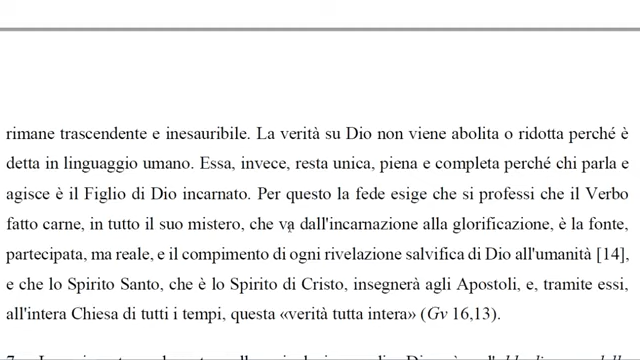 rimane trascendente e inesauribile. La verità su Dio non viene abolita o ridotta perché è
detta in linguaggio umano. Essa, invece, resta unica, piena e completa perché chi parla e
agisce è il Figlio di Dio incarnato. Per questo la fede esige che si professi che il Verbo
fatto carne, in tutto il suo mistero, che va dall'incarnazione alla glorificazione, è la fonte,
partecipata, ma reale, e il compimento di ogni rivelazione salvifica di Dio all'umanità [14],
e che lo Spirito Santo, che è lo Spirito di Cristo, insegnerà agli Apostoli, e, tramite essi,
all'intera Chiesa di tutti i tempi, questa «verità tutta intera» (Gv 16,13).